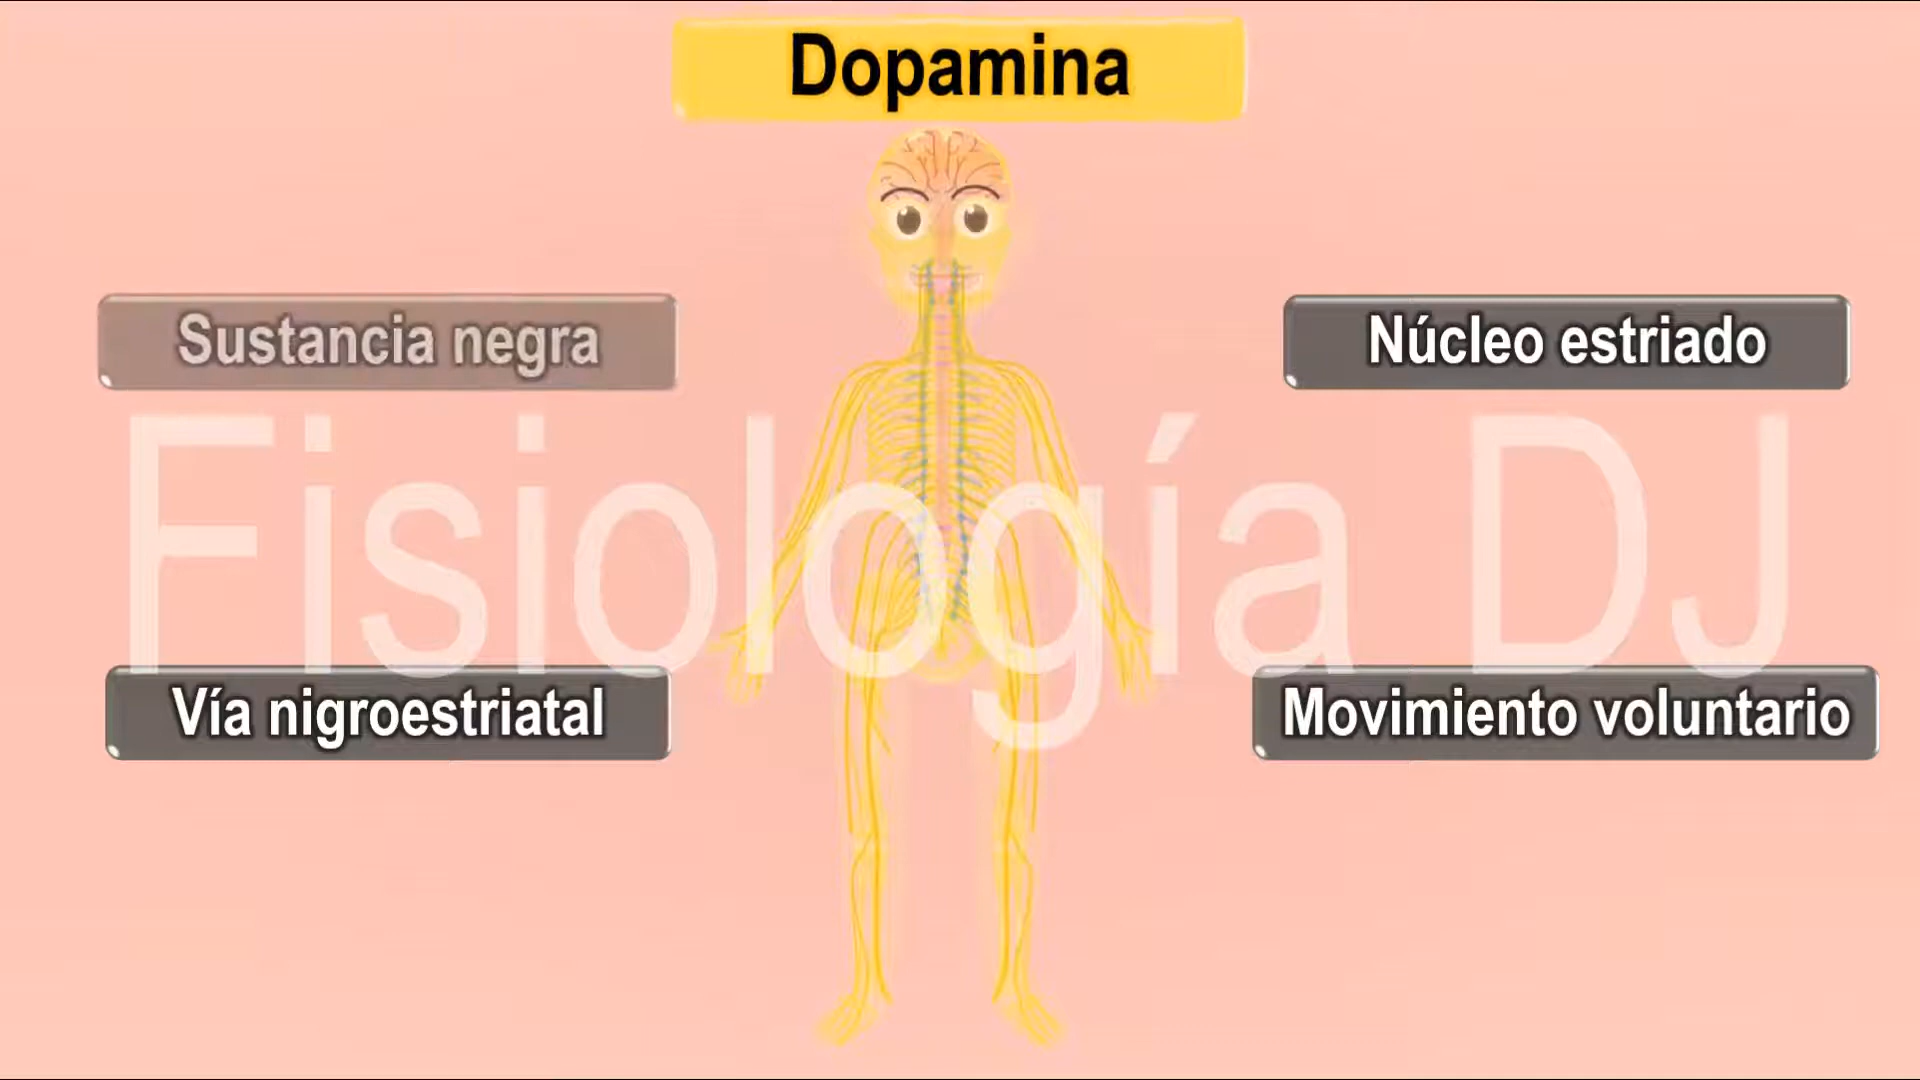 Dopamina
Sustancia negra
Núcleo estriado
Fisiología DJ
Vía nigroestriatal
Movimiento voluntario